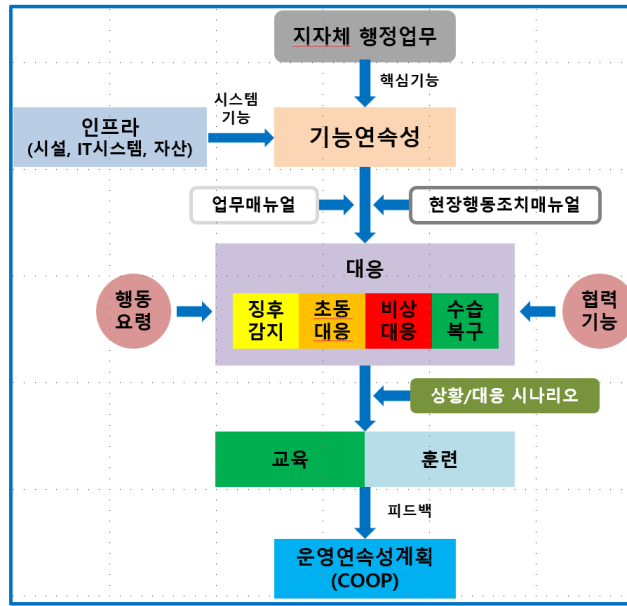 지자체 행정업무
핵심기능
시스템
기능
인프라
(시설, IT시스템, 자산)
기능연속성
업무매뉴얼
현장행동조치매뉴얼
대응
행동
요령
징후
감지
초동
대응
비상
대응
수습
복구
협력
기능
상황/대응 시나리오
교육
훈련
피드백
운영연속성계획
(COOP)